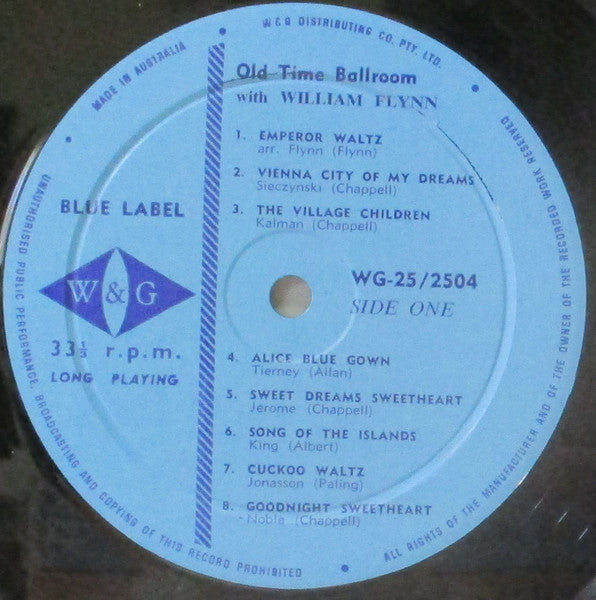 W & G DISTRIBUTING CO. PTY. LTD.
MADE IN AUSTRALIA
Old Time Ballroom
with WILLIAM FLYNN
1. EMPEROR WALTZ
arr. Flynn (Flynn)
2. VIENNA CITY OF MY DREAMS
Sieczynski (Chappell)
3. THE VILLAGE CHILDREN
Kalman (Chappell)
BLUE LABEL
W&G
33⅓ r.p.m.
LONG PLAYING
WG-25/2504
SIDE ONE
4. ALICE BLUE GOWN
Tierney (Allan)
5. SWEET DREAMS SWEETHEART
Jerome (Chappell)
6. SONG OF THE ISLANDS
King (Albert)
7. CUCKOO WALTZ
Jonasson (Paling)
8. GOODNIGHT SWEETHEART
Noble (Chappell)
UNAUTHORISED PUBLIC PERFORMANCE, BROADCASTING AND COPYING OF THIS RECORD PROHIBITED
ALL RIGHTS OF THE MANUFACTURER AND OF THE OWNER OF THE RECORDED WORK RESERVED